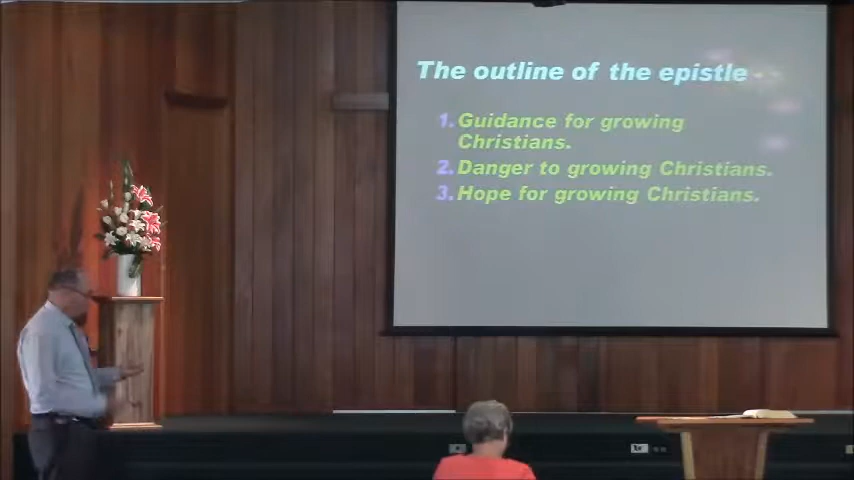 The outline of the epistle -
1. Guidance for growing
Christians.
2. Danger to growing Christians.
3. Hope for growing Christians.